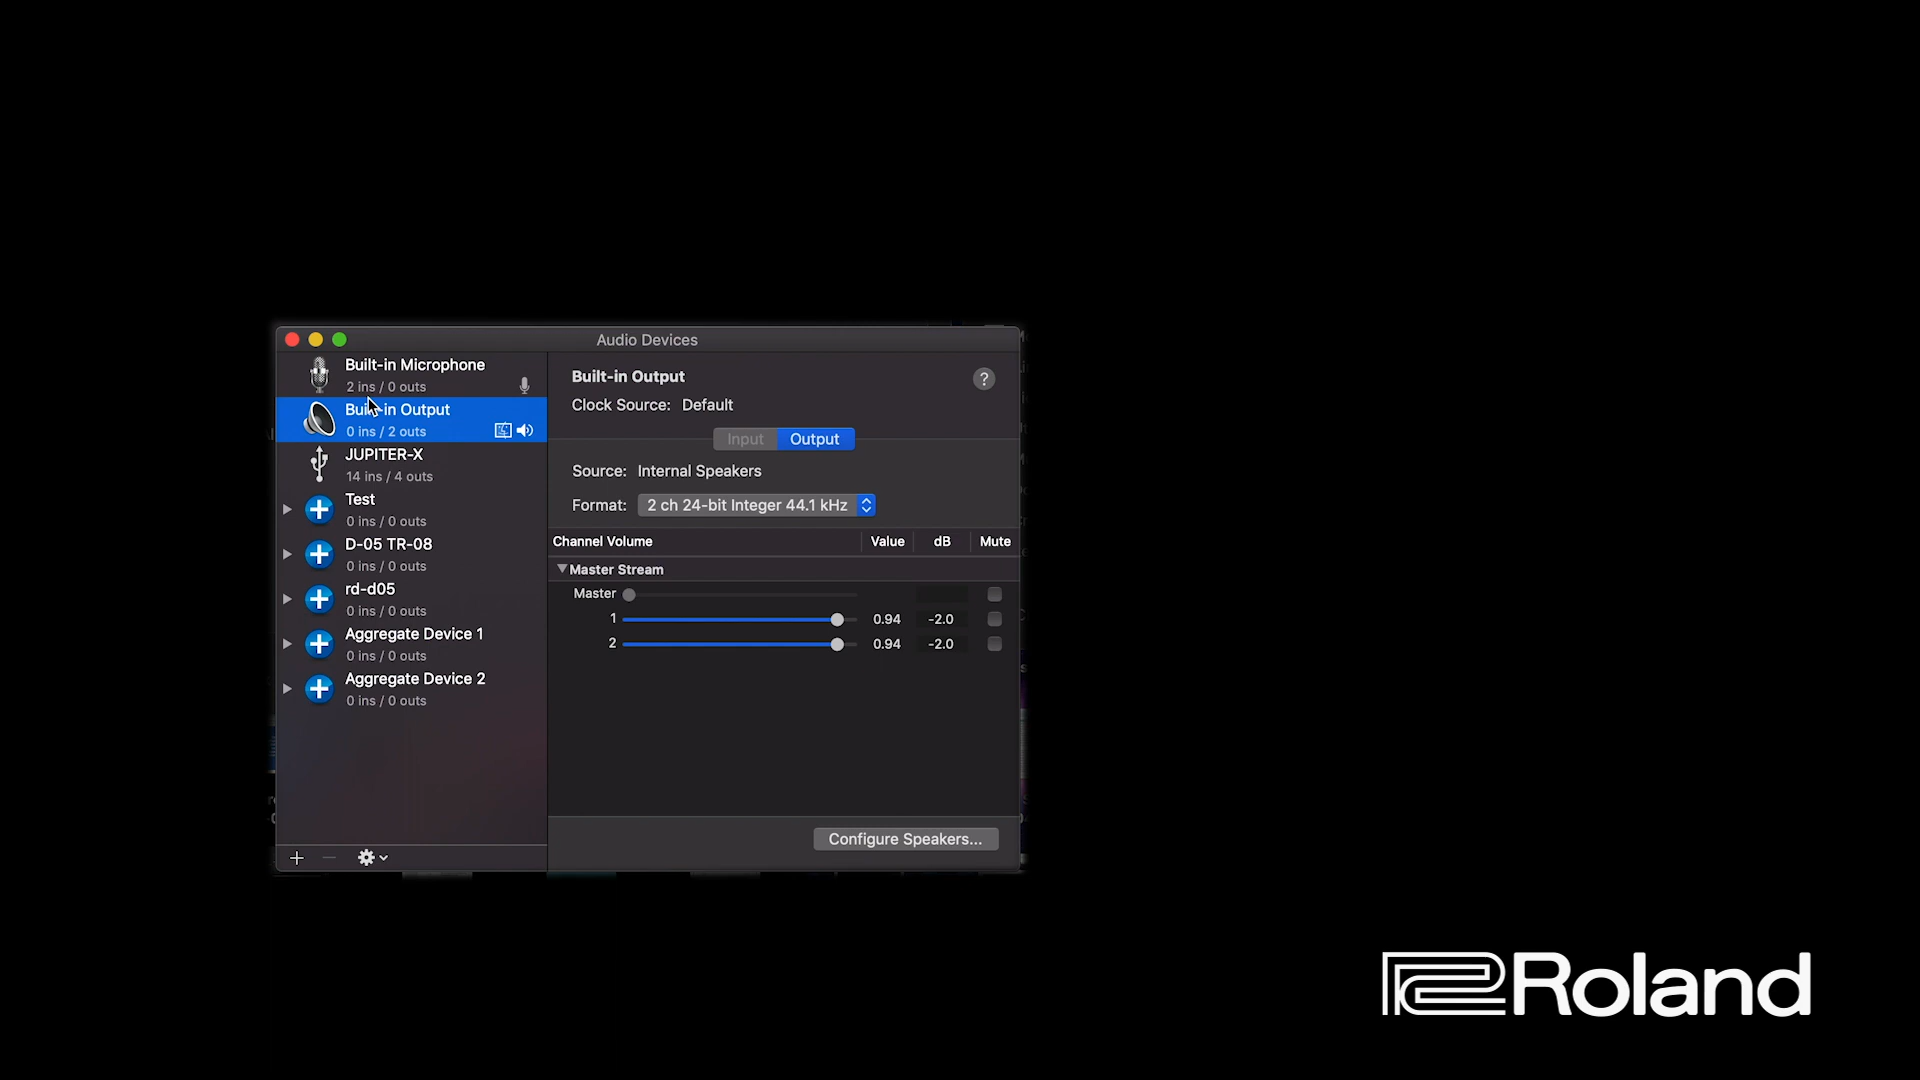 Audio Devices
Built-in Microphone
2 ins / 0 outs
Built-in Output
0 ins / 2 outs
JUPITER-X
14 ins / 4 outs
Test
0 ins / 0 outs
D-05 TR-08
0 ins / 0 outs
rd-d05
0 ins / 0 outs
Aggregate Device 1
0 ins / 0 outs
Aggregate Device 2
0 ins / 0 outs
Built-in Output
?
Clock Source: Default
Input Output
Source: Internal Speakers
Format: 2 ch 24-bit Integer 44.1 kHz
Channel Volume Value dB Mute
Master Stream
Master
1 0.94 -2.0
2 0.94 -2.0
Configure Speakers...
Roland